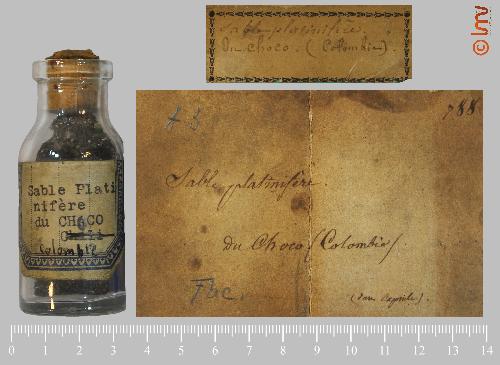 Sable platinifère
du Choco. (Colombie).
© lmv
788
Sable platinifère
du Choco (Colombie)
Sable Plati
nifère
du CHOCO
Colombie
0 1 2 3 4 5 6 7 8 9 10 11 12 13 14